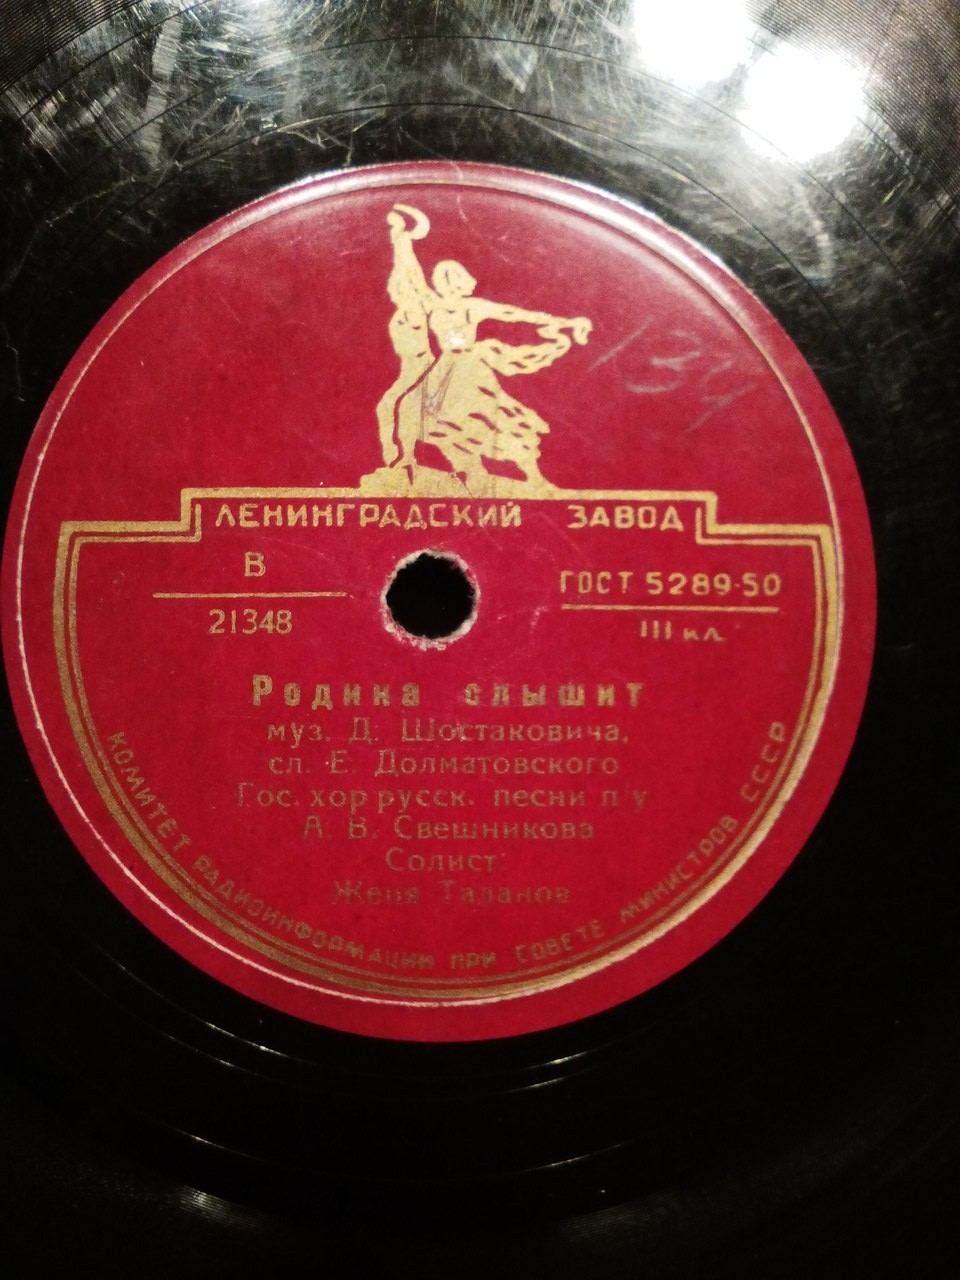 134
ЛЕНИНГРАДСКИЙ ЗАВОД
В
21348
ГОСТ 5289-50
III кл.
Родина слышит
муз. Д. Шостаковича,
сл. Е. Долматовского
Гос. хор русск. песни п/у
А. В. Свешникова
Солист
Женя Таланов
КОМИТЕТ РАДИОИНФОРМАЦИИ ПРИ СОВЕТЕ МИНИСТРОВ СССР